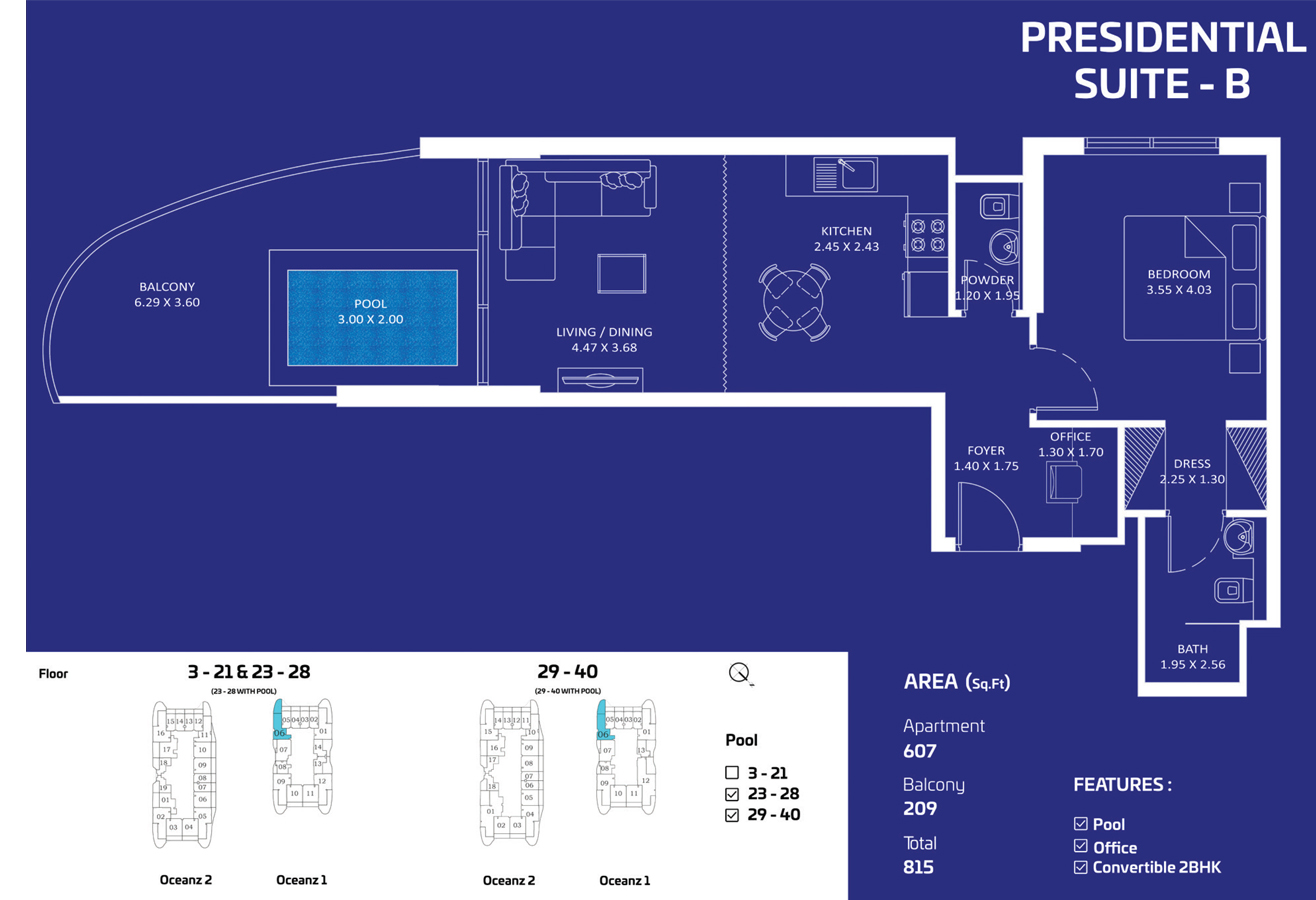 PRESIDENTIAL
SUITE - B
BALCONY
6.29 X 3.60
POOL
3.00 X 2.00
LIVING / DINING
4.47 X 3.68
KITCHEN
2.45 X 2.43
POWDER
1.20 X 1.95
BEDROOM
3.55 X 4.03
FOYER
1.40 X 1.75
OFFICE
1.30 X 1.70
DRESS
2.25 X 1.30
BATH
1.95 X 2.56
Floor
3 - 21 & 23 - 28
(23 - 28 WITH POOL)
15 14 13 12
16
11
17
10
18
09
08
19
07
01
06
02
05
03 04
Oceanz 2
05 04 03 02
06
01
07
14
08
13
09
12
10 11
Oceanz 1
29 - 40
(29 - 40 WITH POOL)
14 13 12 11
15
10
16
09
17
08
07
18
06
05
01
04
02 03
Oceanz 2
05 04 03 02
06
01
07
13
08
09
12
10 11
Oceanz 1
Pool
3 - 21
23 - 28
29 - 40
AREA (Sq.Ft)
Apartment
607
Balcony
209
Total
815
FEATURES :
Pool
Office
Convertible 2BHK